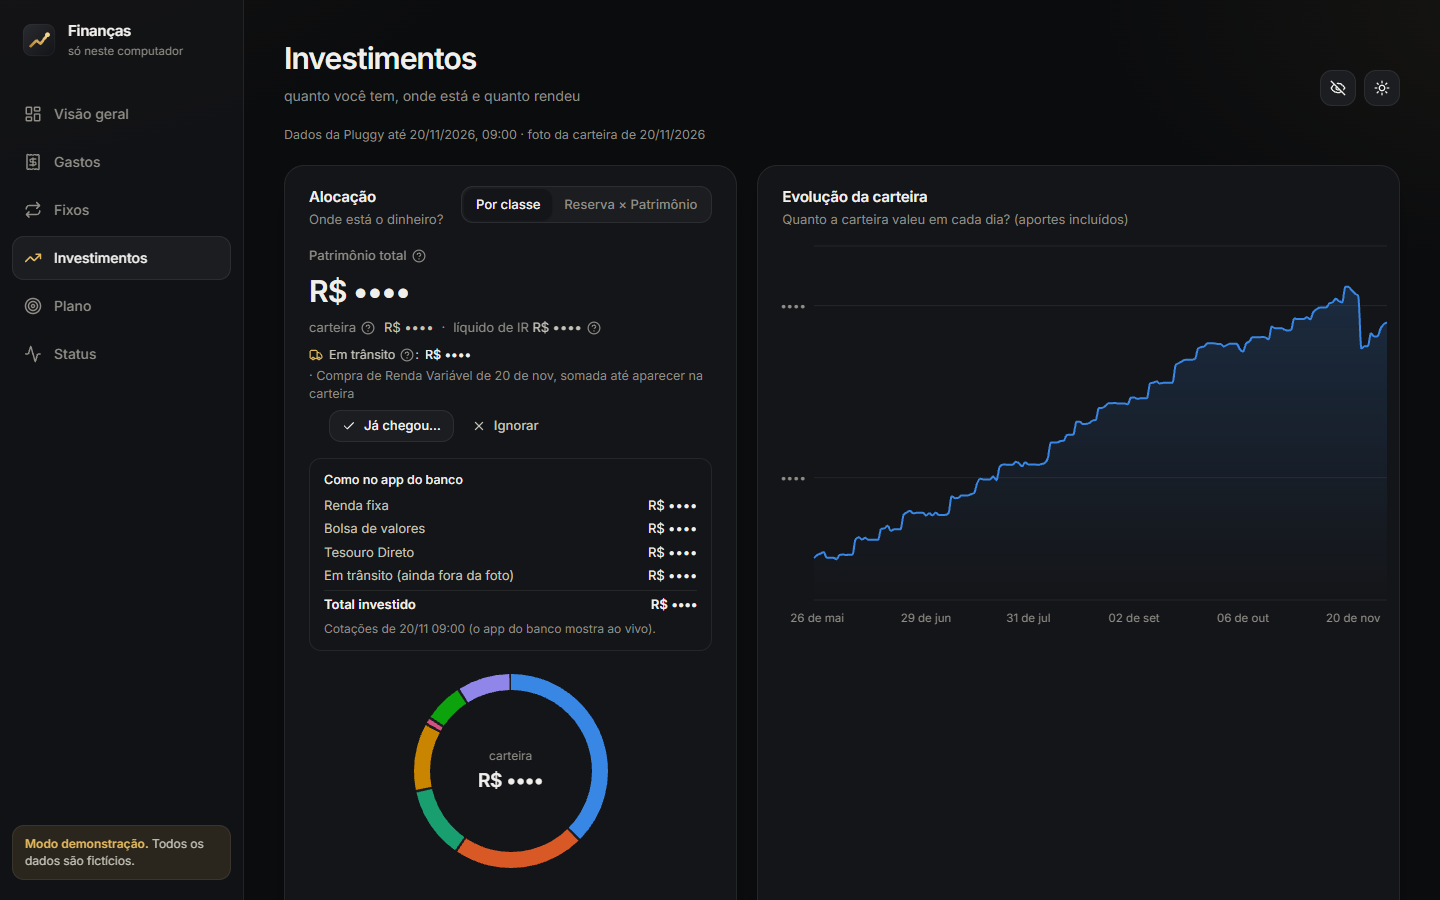 Finanças
só neste computador
Visão geral
Gastos
Fixos
Investimentos
Plano
Status
Modo demonstração. Todos os
dados são fictícios.
Investimentos
quanto você tem, onde está e quanto rendeu
Dados da Pluggy até 20/11/2026, 09:00 · foto da carteira de 20/11/2026
Alocação
Onde está o dinheiro?
Por classe
Reserva × Patrimônio
Patrimônio total ?
R$ ••••
carteira ? R$ •••• · líquido de IR R$ •••• ?
Em trânsito ?: R$ ••••
· Compra de Renda Variável de 20 de nov, somada até aparecer na
carteira
Já chegou...
Ignorar
Como no app do banco
Renda fixa R$ ••••
Bolsa de valores R$ ••••
Tesouro Direto R$ ••••
Em trânsito (ainda fora da foto) R$ ••••
Total investido R$ ••••
Cotações de 20/11 09:00 (o app do banco mostra ao vivo).
carteira
R$ ••••
Evolução da carteira
Quanto a carteira valeu em cada dia? (aportes incluídos)
••••
••••
26 de mai
29 de jun
31 de jul
02 de set
06 de out
20 de nov